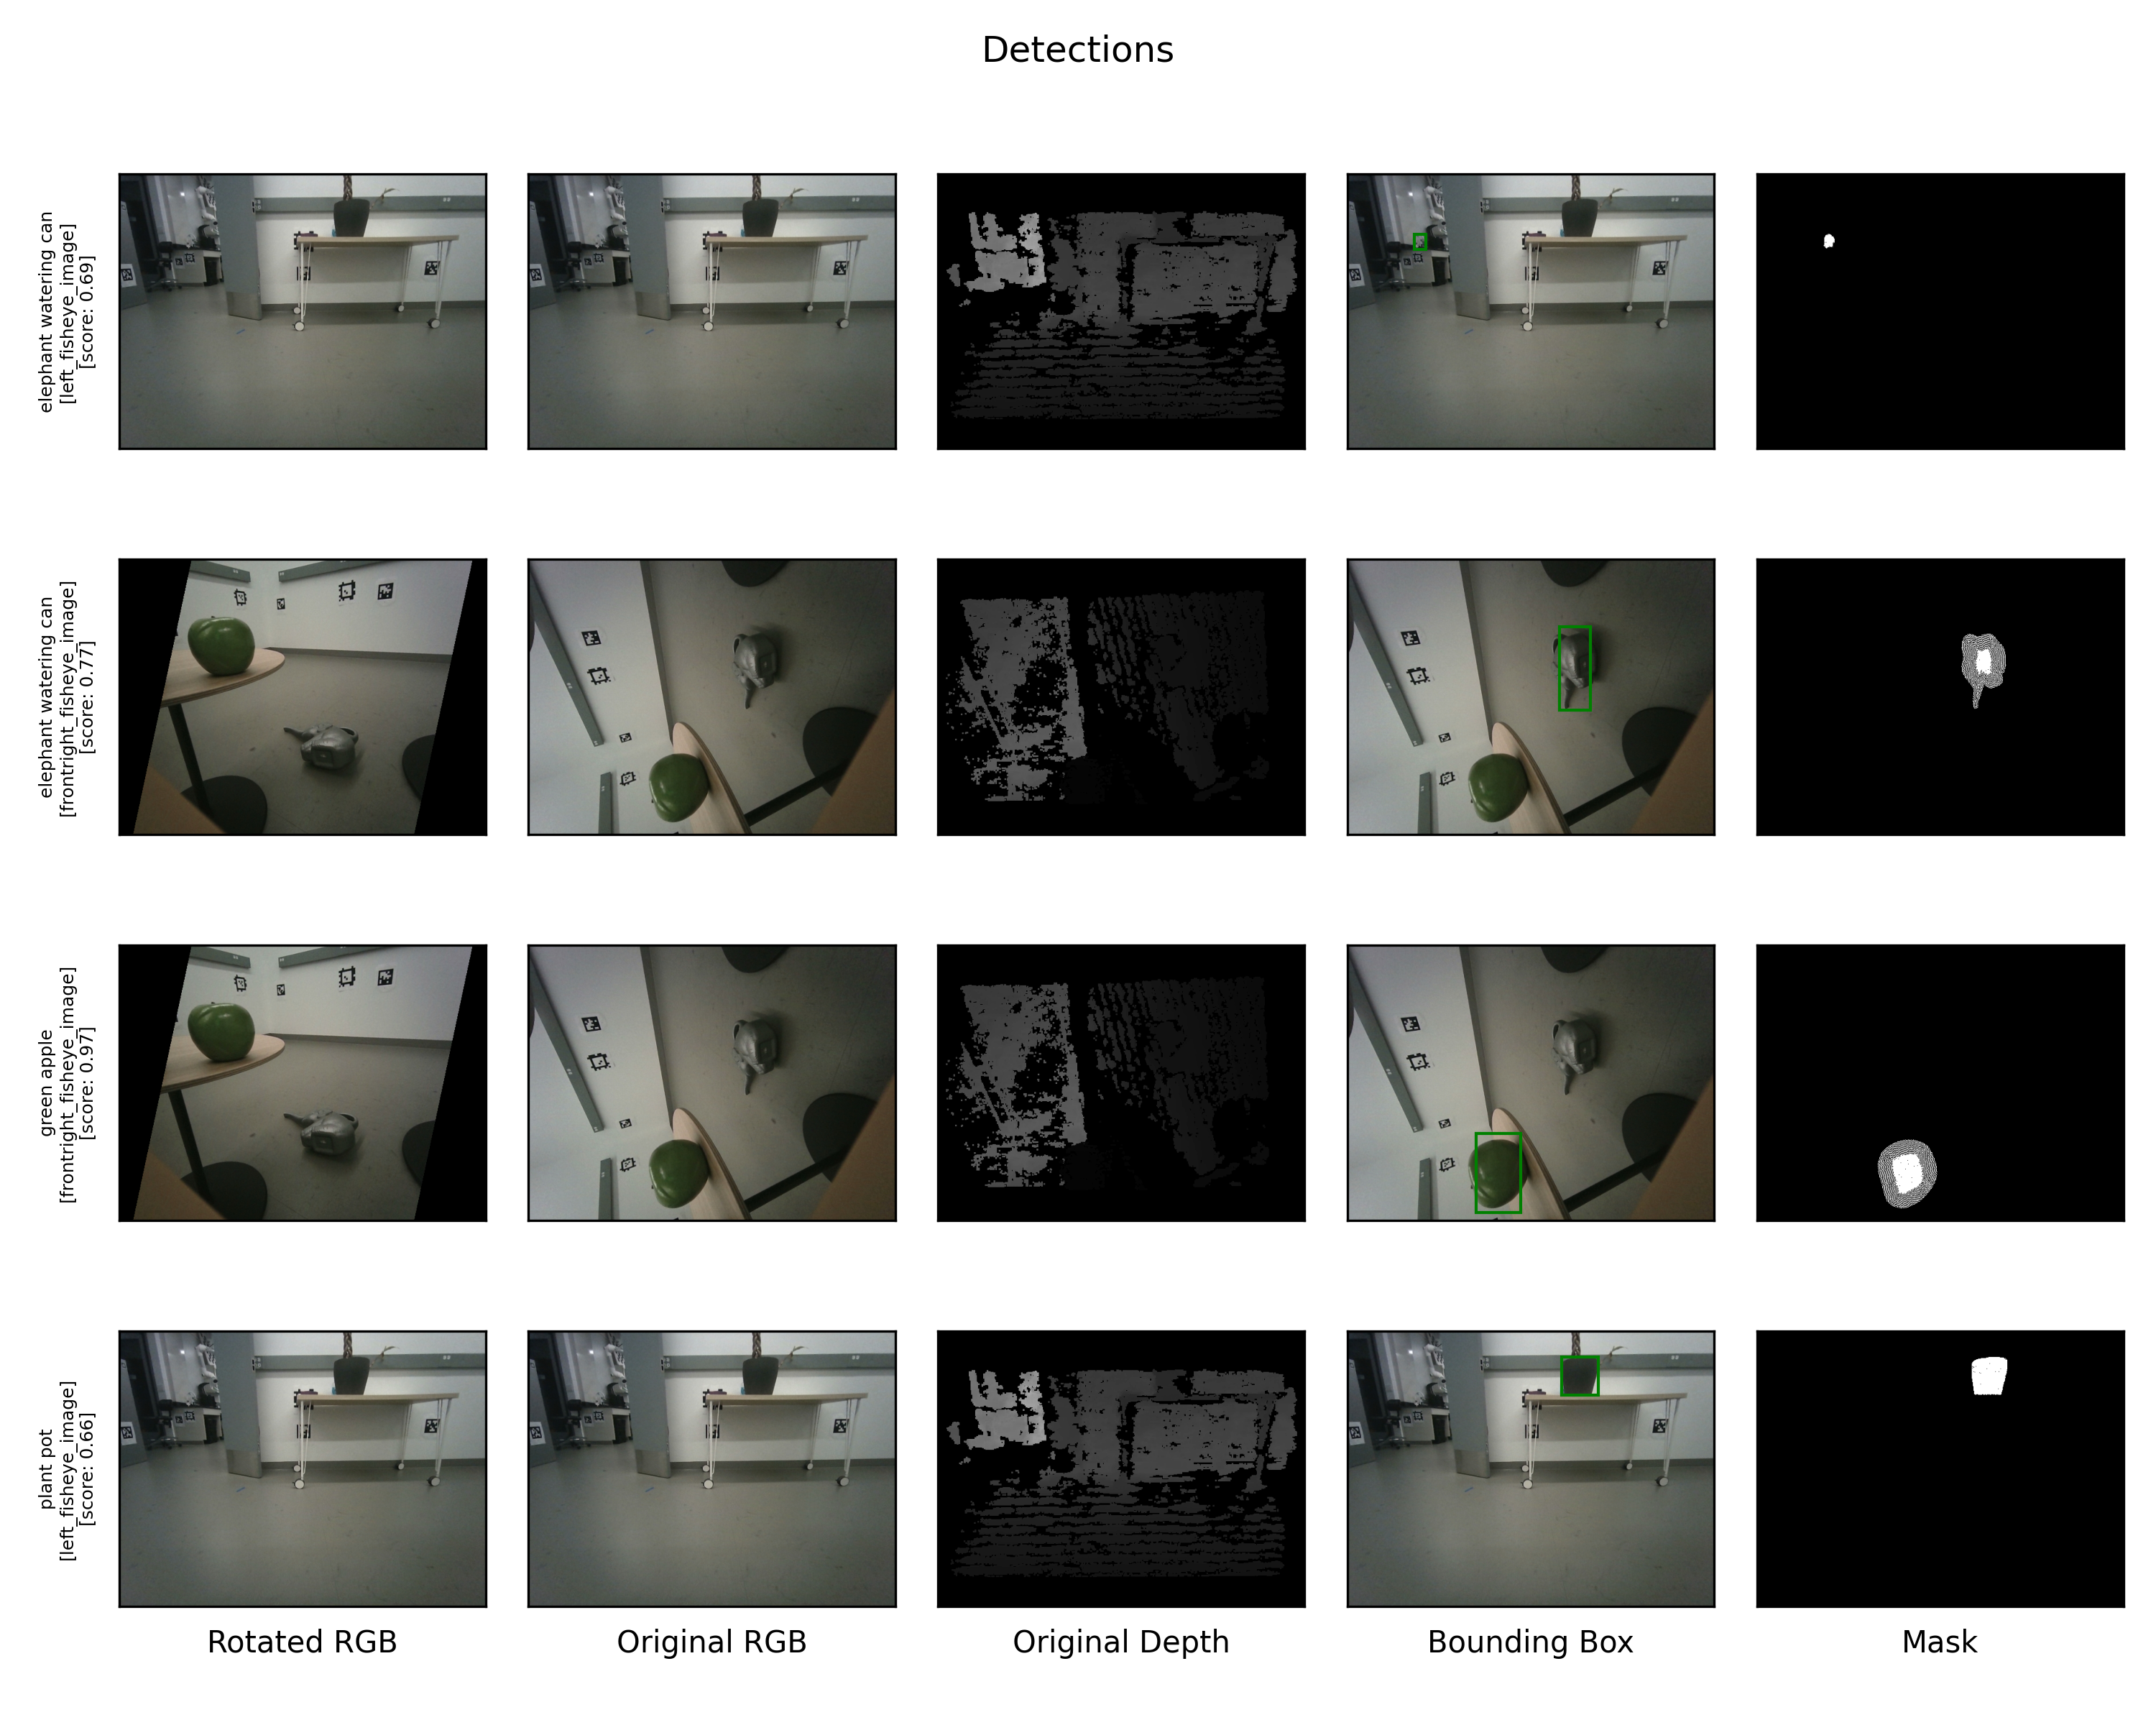 Detections
elephant watering can
[left_fisheye_image]
[score: 0.69]
elephant watering can
[frontright_fisheye_image]
[score: 0.77]
green apple
[frontright_fisheye_image]
[score: 0.97]
plant pot
[left_fisheye_image]
[score: 0.66]
Rotated RGB
Original RGB
Original Depth
Bounding Box
Mask